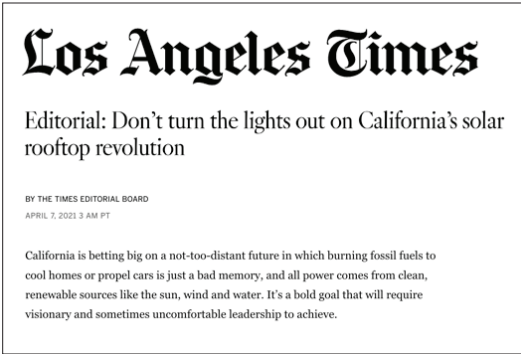 Los Angeles Times
Editorial: Don’t turn the lights out on California’s solar
rooftop revolution
BY THE TIMES EDITORIAL BOARD
APRIL 7, 2021 3 AM PT
California is betting big on a not-too-distant future in which burning fossil fuels to
cool homes or propel cars is just a bad memory, and all power comes from clean,
renewable sources like the sun, wind and water. It’s a bold goal that will require
visionary and sometimes uncomfortable leadership to achieve.